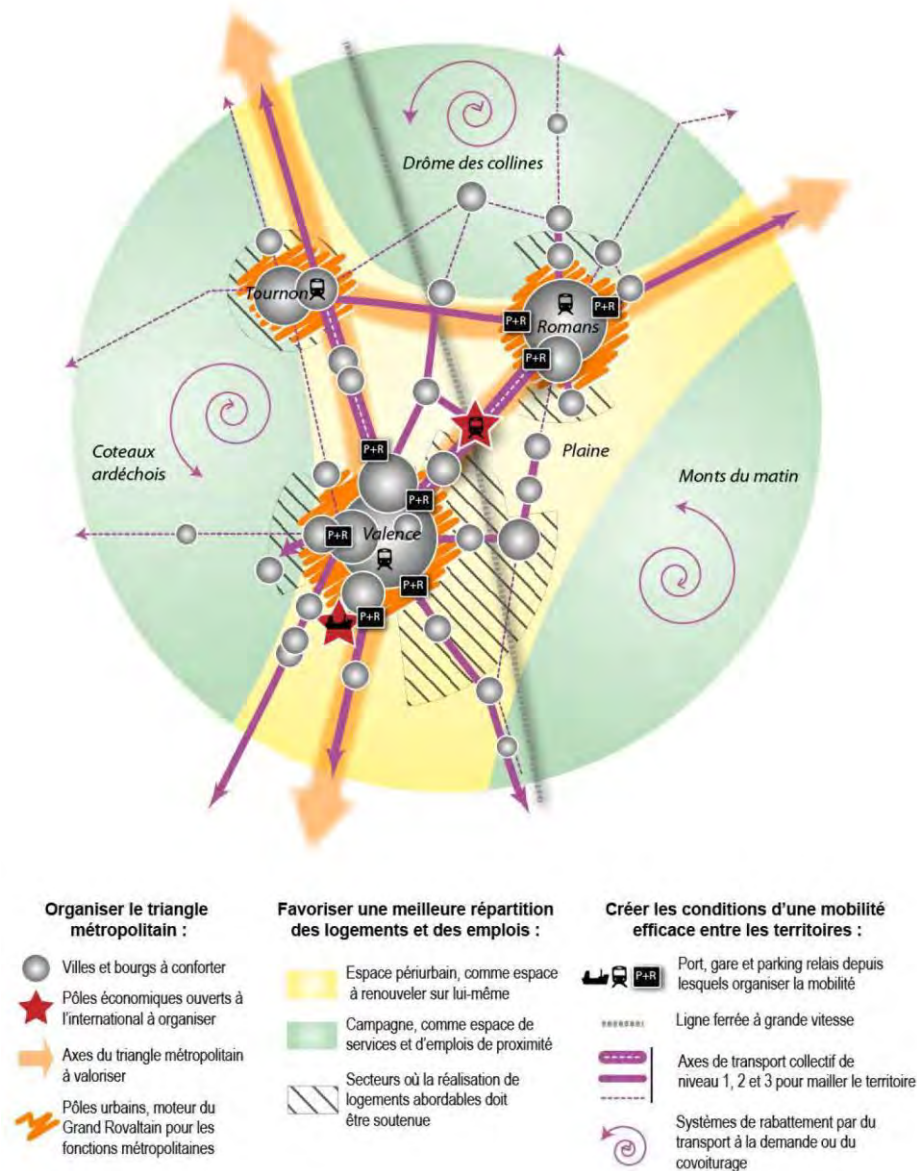 Drôme des collines
Tournon
P+R
P+R
Romans
P+R
Coteaux
ardéchois
Plaine
Monts du matin
P+R
P+R
P+R
Valence
P+R
P+R
Organiser le triangle
métropolitain :
Villes et bourgs à conforter
Pôles économiques ouverts à
l'international à organiser
Axes du triangle métropolitain
à valoriser
Pôles urbains, moteur du
Grand Rovaltain pour les
fonctions métropolitaines
Favoriser une meilleure répartition
des logements et des emplois :
Espace périurbain, comme espace
à renouveler sur lui-même
Campagne, comme espace de
services et d'emplois de proximité
Secteurs où la réalisation de
logements abordables doit
être soutenue
Créer les conditions d'une mobilité
efficace entre les territoires :
P+R
Port, gare et parking relais depuis
lesquels organiser la mobilité
Ligne ferrée à grande vitesse
Axes de transport collectif de
niveau 1, 2 et 3 pour mailler le territoire
Systèmes de rabattement par du
transport à la demande ou du
covoiturage